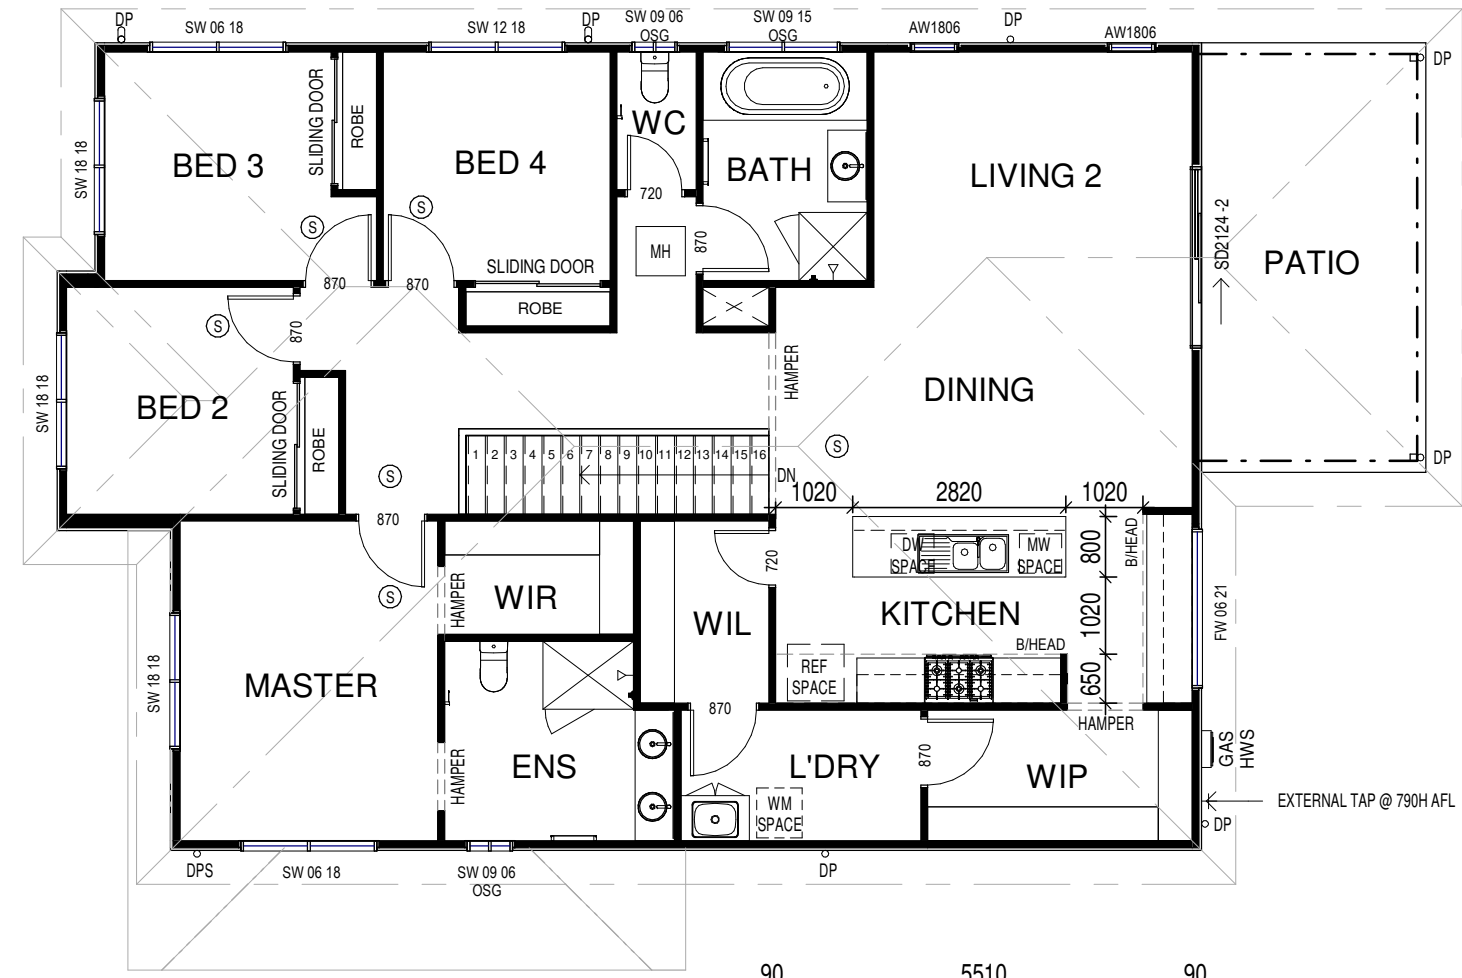 DP
SW 06 18
SW 12 18
DP
SW 09 06
OSG
SW 09 15
OSG
AW1806
DP
AW1806
DP
SW 18 18
BED 3
SLIDING DOOR
ROBE
BED 4
WC
720
BATH
LIVING 2
870
MH
SD2124 -2
PATIO
S
S
870
870
SLIDING DOOR
ROBE
S
870
HAMPER
DINING
SW 18 18
BED 2
SLIDING DOOR
ROBE
S
1 2 3 4 5 6 7 8 9 10 11 12 13 14 15 16
DN
S
DP
1020 2820 1020
870
DW
SPACE
MW
SPACE
800
B/HEAD
720
HAMPER
WIR
S
WIL
KITCHEN
1020
FW 06 21
B/HEAD
REF
SPACE
650
SW 18 18
MASTER
870
HAMPER
GAS
HWS
HAMPER
ENS
L'DRY
870
WIP
WM
SPACE
EXTERNAL TAP @ 790H AFL
DP
DPS
SW 06 18
SW 09 06
OSG
DP
90 5510 90